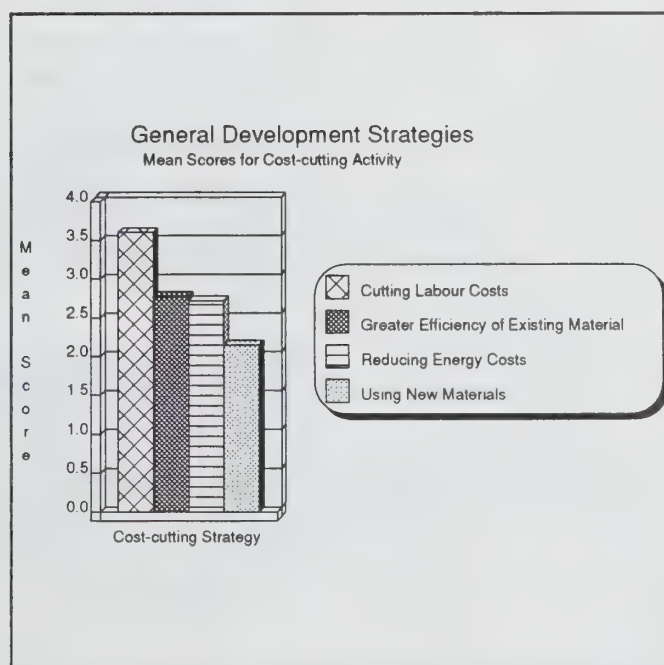 General Development Strategies
Mean Scores for Cost-cutting Activity
Mean Score
4.0
3.5
3.0
2.5
2.0
1.5
1.0
0.5
0.0
Cost-cutting Strategy
Cutting Labour Costs
Greater Efficiency of Existing Material
Reducing Energy Costs
Using New Materials